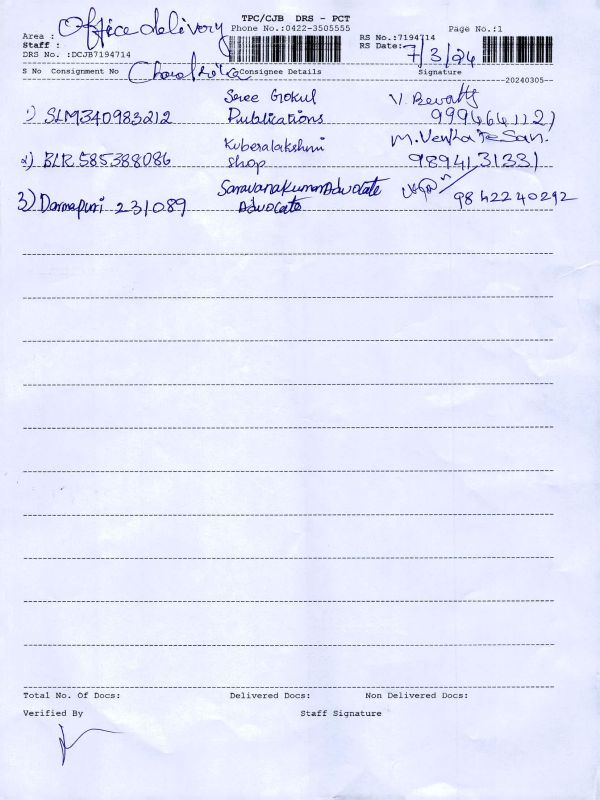 TPC/CJB DRS - PCT
Office delivery
Phone No.:0422-3505555
Page No.:1
Area :
RS No.:7194714
Staff :
RS Date:
7/3/24
DRS No. :DCJB7194714
S No Consignment No Consignee Details Signature
20240305
1) SLM340983212 Sree Gokul Publications V. Revathy 9994641121
2) BLR 585388086 Kuberalakshmi shop M. Venkatesan. 9894131331
3) Darmapuri 231089 Saravanakumar Advocate Advocate 9842240292
Total No. Of Docs: Delivered Docs: Non Delivered Docs:
Verified By Staff Signature